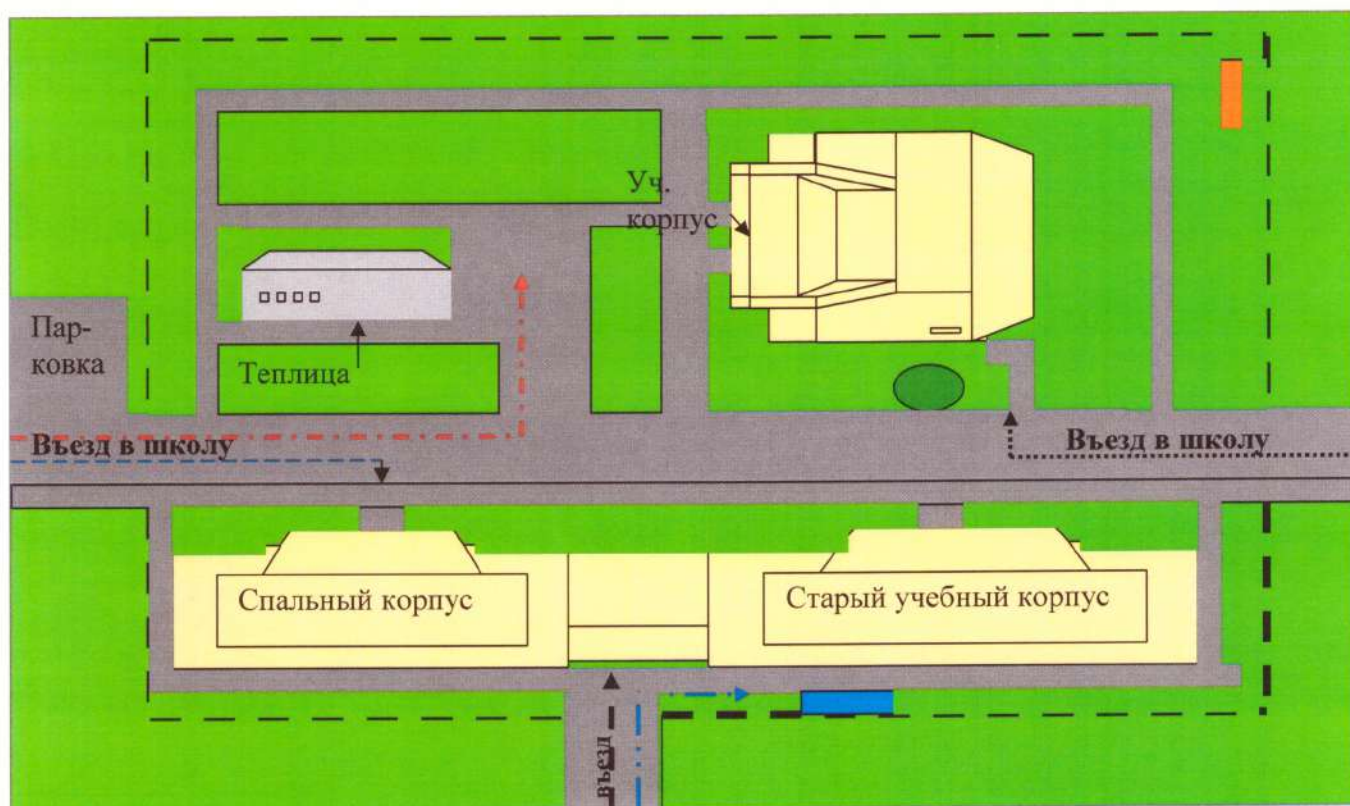 Уч.
корпус
Пар-
ковка
Теплица
Въезд в школу
Въезд в школу
Спальный корпус
Старый учебный корпус
въезд